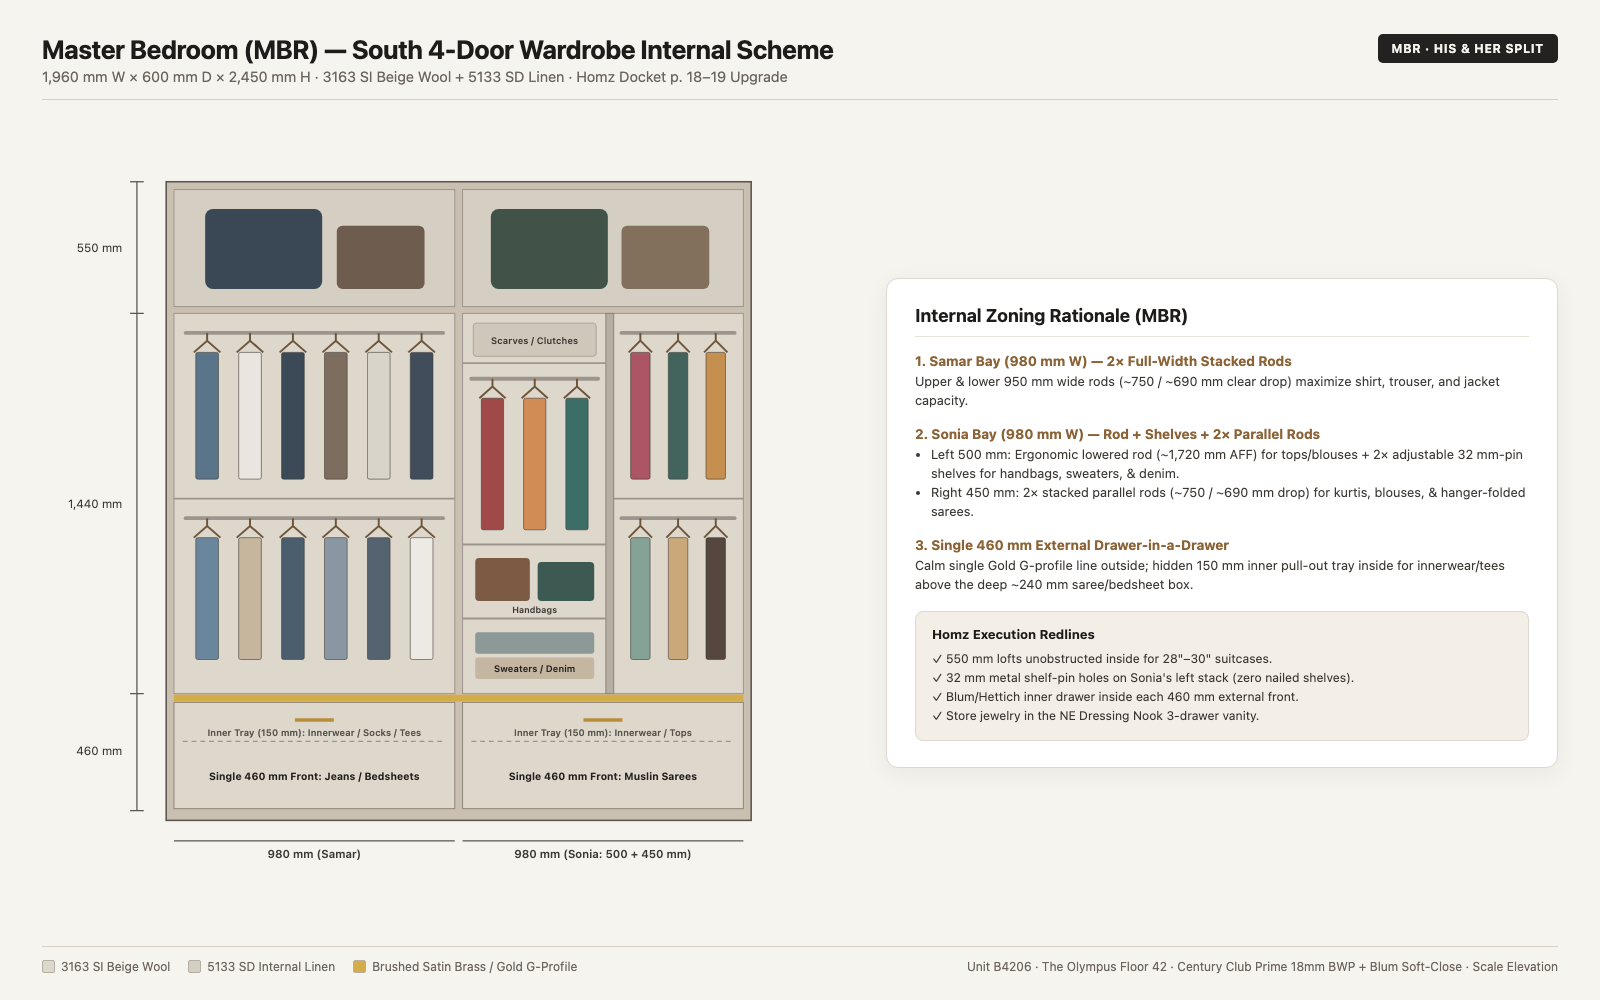 Master Bedroom (MBR) — South 4-Door Wardrobe Internal Scheme
1,960 mm W × 600 mm D × 2,450 mm H · 3163 SI Beige Wool + 5133 SD Linen · Homz Docket p. 18–19 Upgrade
MBR · HIS & HER SPLIT
550 mm
1,440 mm
460 mm
Scarves / Clutches
Handbags
Sweaters / Denim
Inner Tray (150 mm): Innerwear / Socks / Tees
Single 460 mm Front: Jeans / Bedsheets
Inner Tray (150 mm): Innerwear / Tops
Single 460 mm Front: Muslin Sarees
980 mm (Samar)
980 mm (Sonia: 500 + 450 mm)
Internal Zoning Rationale (MBR)
1. Samar Bay (980 mm W) — 2× Full-Width Stacked Rods
Upper & lower 950 mm wide rods (~750 / ~690 mm clear drop) maximize shirt, trouser, and jacket
capacity.
2. Sonia Bay (980 mm W) — Rod + Shelves + 2× Parallel Rods
• Left 500 mm: Ergonomic lowered rod (~1,720 mm AFF) for tops/blouses + 2× adjustable 32 mm-pin
shelves for handbags, sweaters, & denim.
• Right 450 mm: 2× stacked parallel rods (~750 / ~690 mm drop) for kurtis, blouses, & hanger-folded
sarees.
3. Single 460 mm External Drawer-in-a-Drawer
Calm single Gold G-profile line outside; hidden 150 mm inner pull-out tray inside for innerwear/tees
above the deep ~240 mm saree/bedsheet box.
Homz Execution Redlines
✓ 550 mm lofts unobstructed inside for 28"–30" suitcases.
✓ 32 mm metal shelf-pin holes on Sonia's left stack (zero nailed shelves).
✓ Blum/Hettich inner drawer inside each 460 mm external front.
✓ Store jewelry in the NE Dressing Nook 3-drawer vanity.
3163 SI Beige Wool
5133 SD Internal Linen
Brushed Satin Brass / Gold G-Profile
Unit B4206 · The Olympus Floor 42 · Century Club Prime 18mm BWP + Blum Soft-Close · Scale Elevation